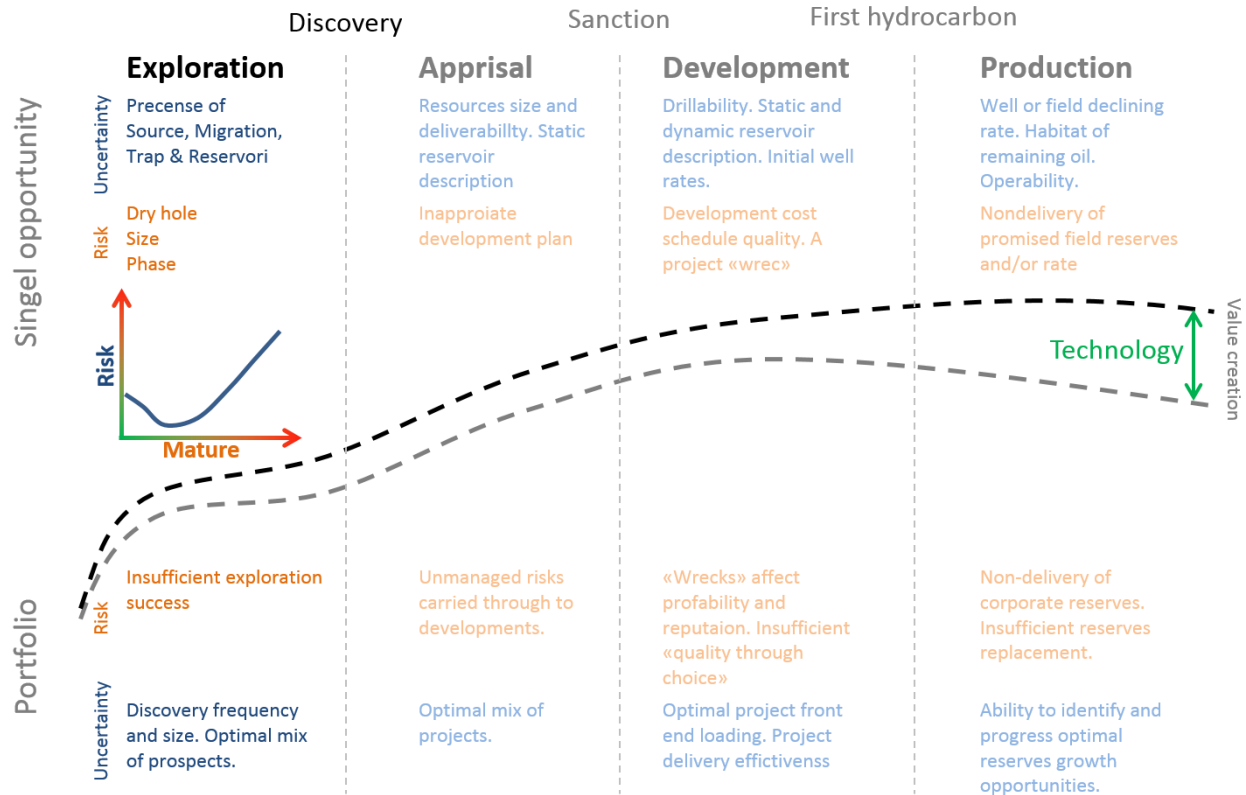 Discovery
Sanction
First hydrocarbon
Exploration
Apprisal
Development
Production
Singel opportunity
Uncertainty
Precense of
Source, Migration,
Trap & Reservori
Resources size and
deliverabillty. Static
reservoir
description
Drillability. Static and
dynamic reservoir
description. Initial well
rates.
Well or field declining
rate. Habitat of
remaining oil.
Operability.
Risk
Dry hole
Size
Phase
Inapproiate
development plan
Development cost
schedule quality. A
project «wrec»
Nondelivery of
promised field reserves
and/or rate
Risk
Mature
Technology
Value creation
Portfolio
Risk
Insufficient exploration
success
Unmanaged risks
carried through to
developments.
«Wrecks» affect
profability and
reputaion. Insufficient
«quality through
choice»
Non-delivery of
corporate reserves.
Insufficient reserves
replacement.
Uncertainty
Discovery frequency
and size. Optimal mix
of prospects.
Optimal mix of
projects.
Optimal project front
end loading. Project
delivery effictivenss
Ability to identify and
progress optimal
reserves growth
opportunities.